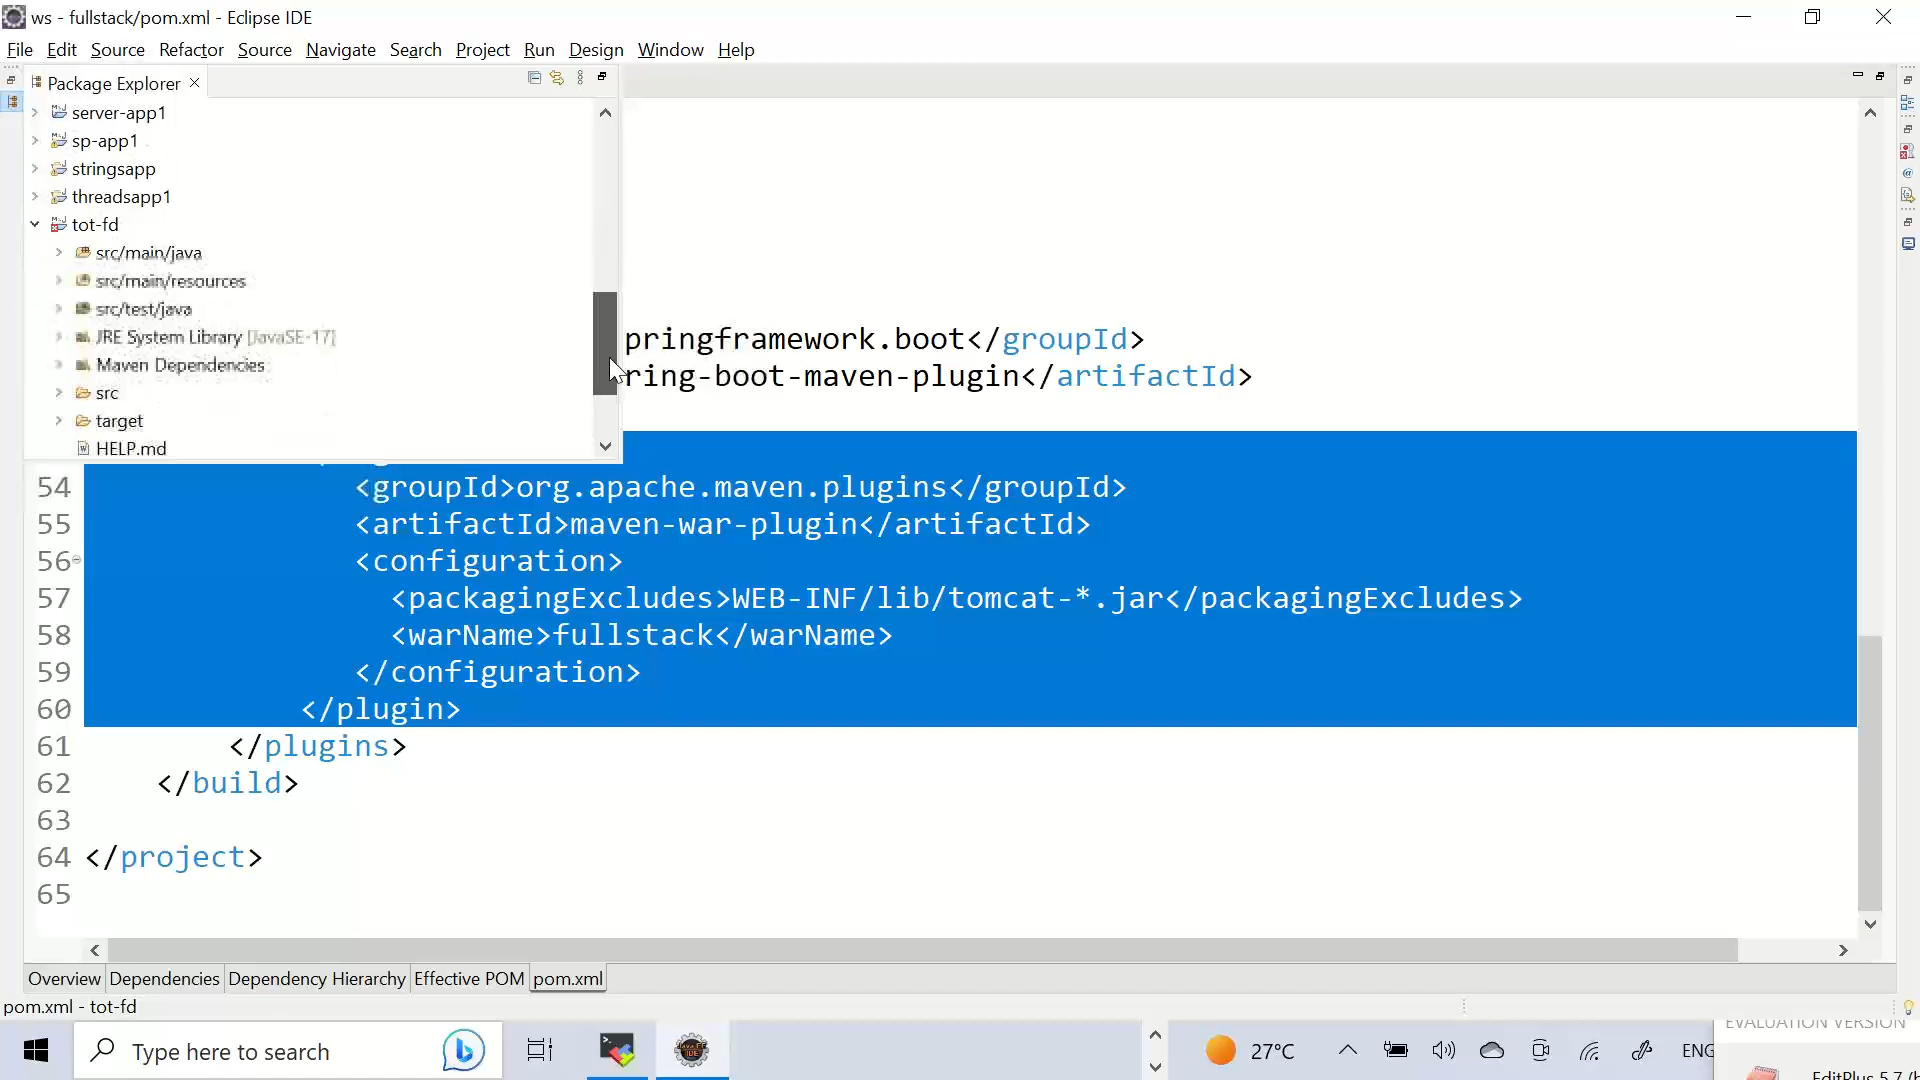 ws - fullstack/pom.xml - Eclipse IDE
File Edit Source Refactor Source Navigate Search Project Run Design Window Help
Package Explorer
server-app1
sp-app1
stringsapp
threadsapp1
tot-fd
src/main/java
src/main/resources
src/test/java
JRE System Library [JavaSE-17]
Maven Dependencies
src
target
HELP.md
pringframework.boot</groupId>
ring-boot-maven-plugin</artifactId>
54 <groupId>org.apache.maven.plugins</groupId>
55 <artifactId>maven-war-plugin</artifactId>
56 <configuration>
57 <packagingExcludes>WEB-INF/lib/tomcat-*.jar</packagingExcludes>
58 <warName>fullstack</warName>
59 </configuration>
60 </plugin>
61 </plugins>
62 </build>
63
64 </project>
65
Overview Dependencies Dependency Hierarchy Effective POM pom.xml
pom.xml - tot-fd
EVALUATION VERSION
Type here to search
27°C
ENG
EditPlus 5.7